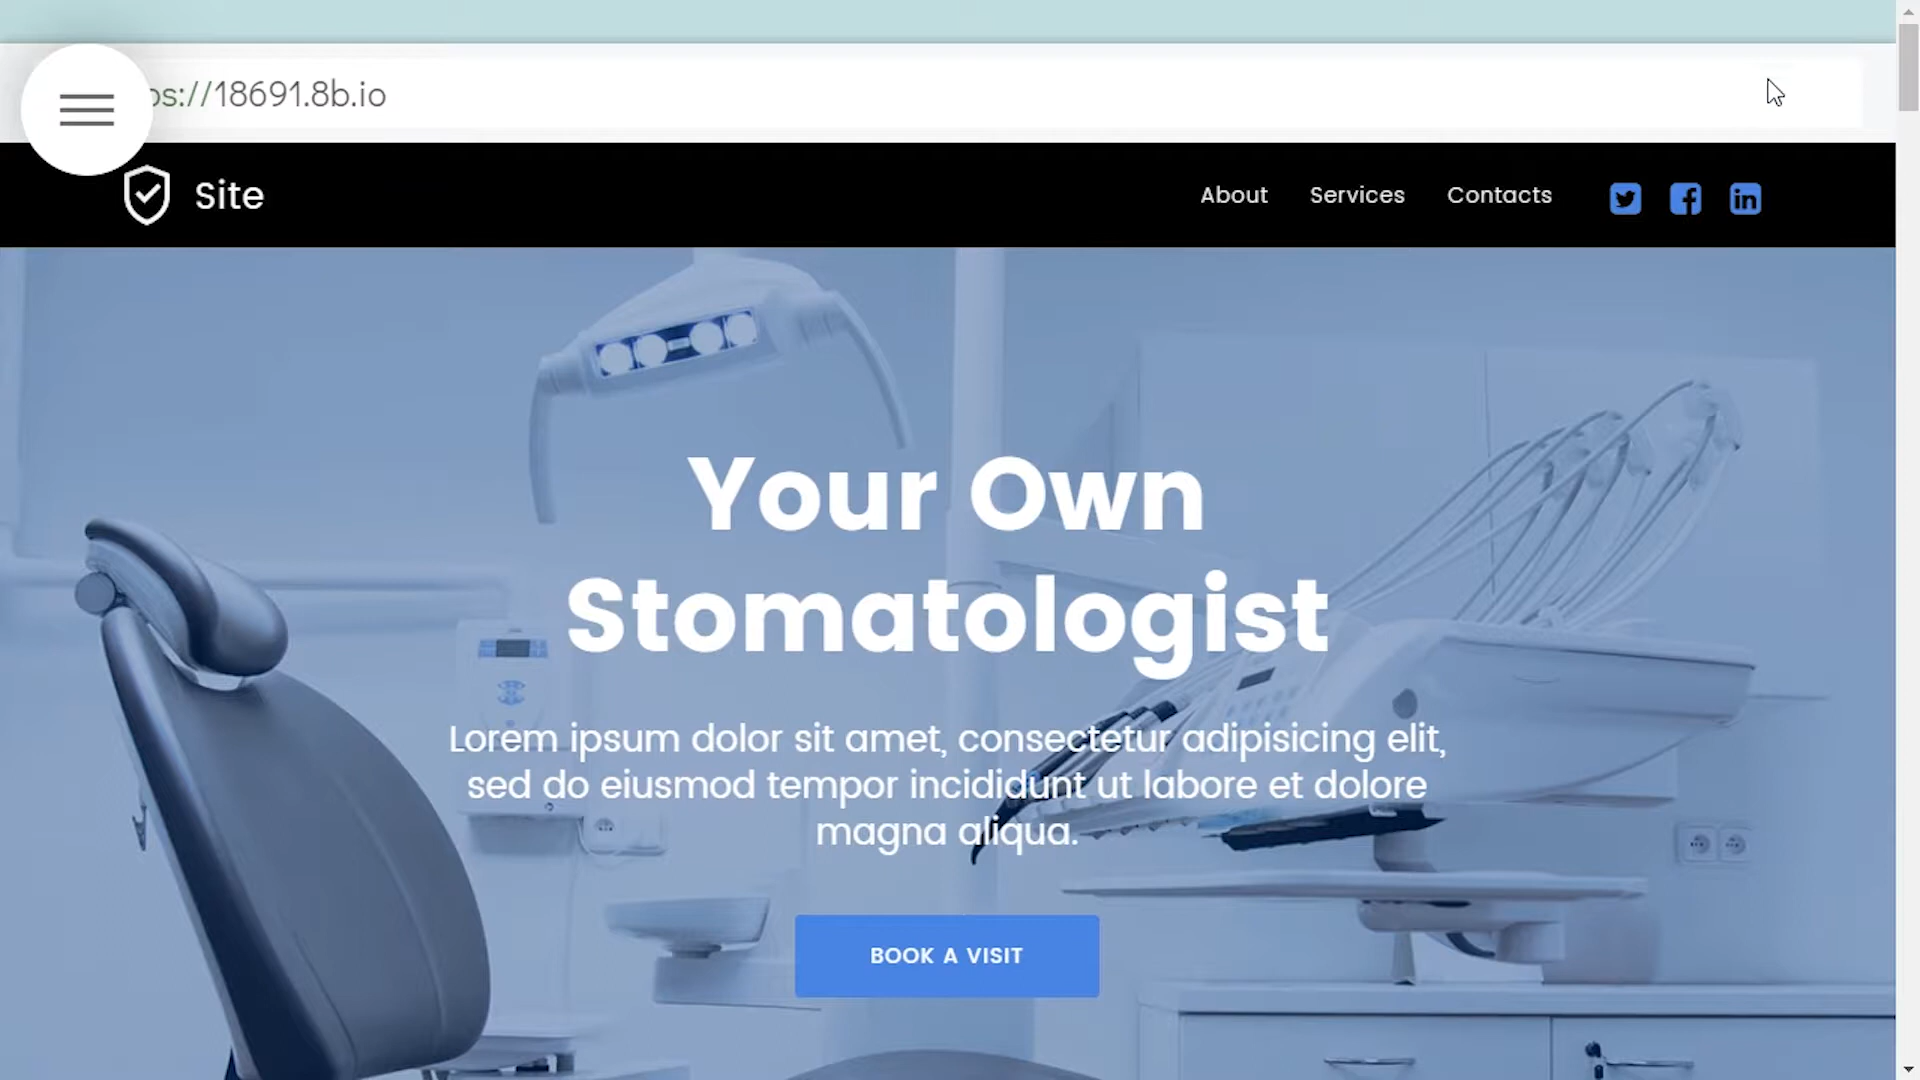 ps://18691.8b.io
Site
About Services Contacts
Your Own
Stomatologist
Lorem ipsum dolor sit amet, consectetur adipisicing elit,
sed do eiusmod tempor incididunt ut labore et dolore
magna aliqua.
BOOK A VISIT